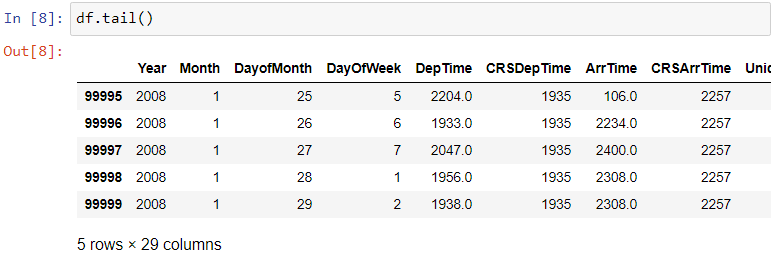 In [8]: df.tail()
Out[8]:
Year Month DayofMonth DayOfWeek DepTime CRSDepTime ArrTime CRSArrTime
99995 2008 1 25 5 2204.0 1935 106.0 2257
99996 2008 1 26 6 1933.0 1935 2234.0 2257
99997 2008 1 27 7 2047.0 1935 2400.0 2257
99998 2008 1 28 1 1956.0 1935 2308.0 2257
99999 2008 1 29 2 1938.0 1935 2308.0 2257
5 rows × 29 columns